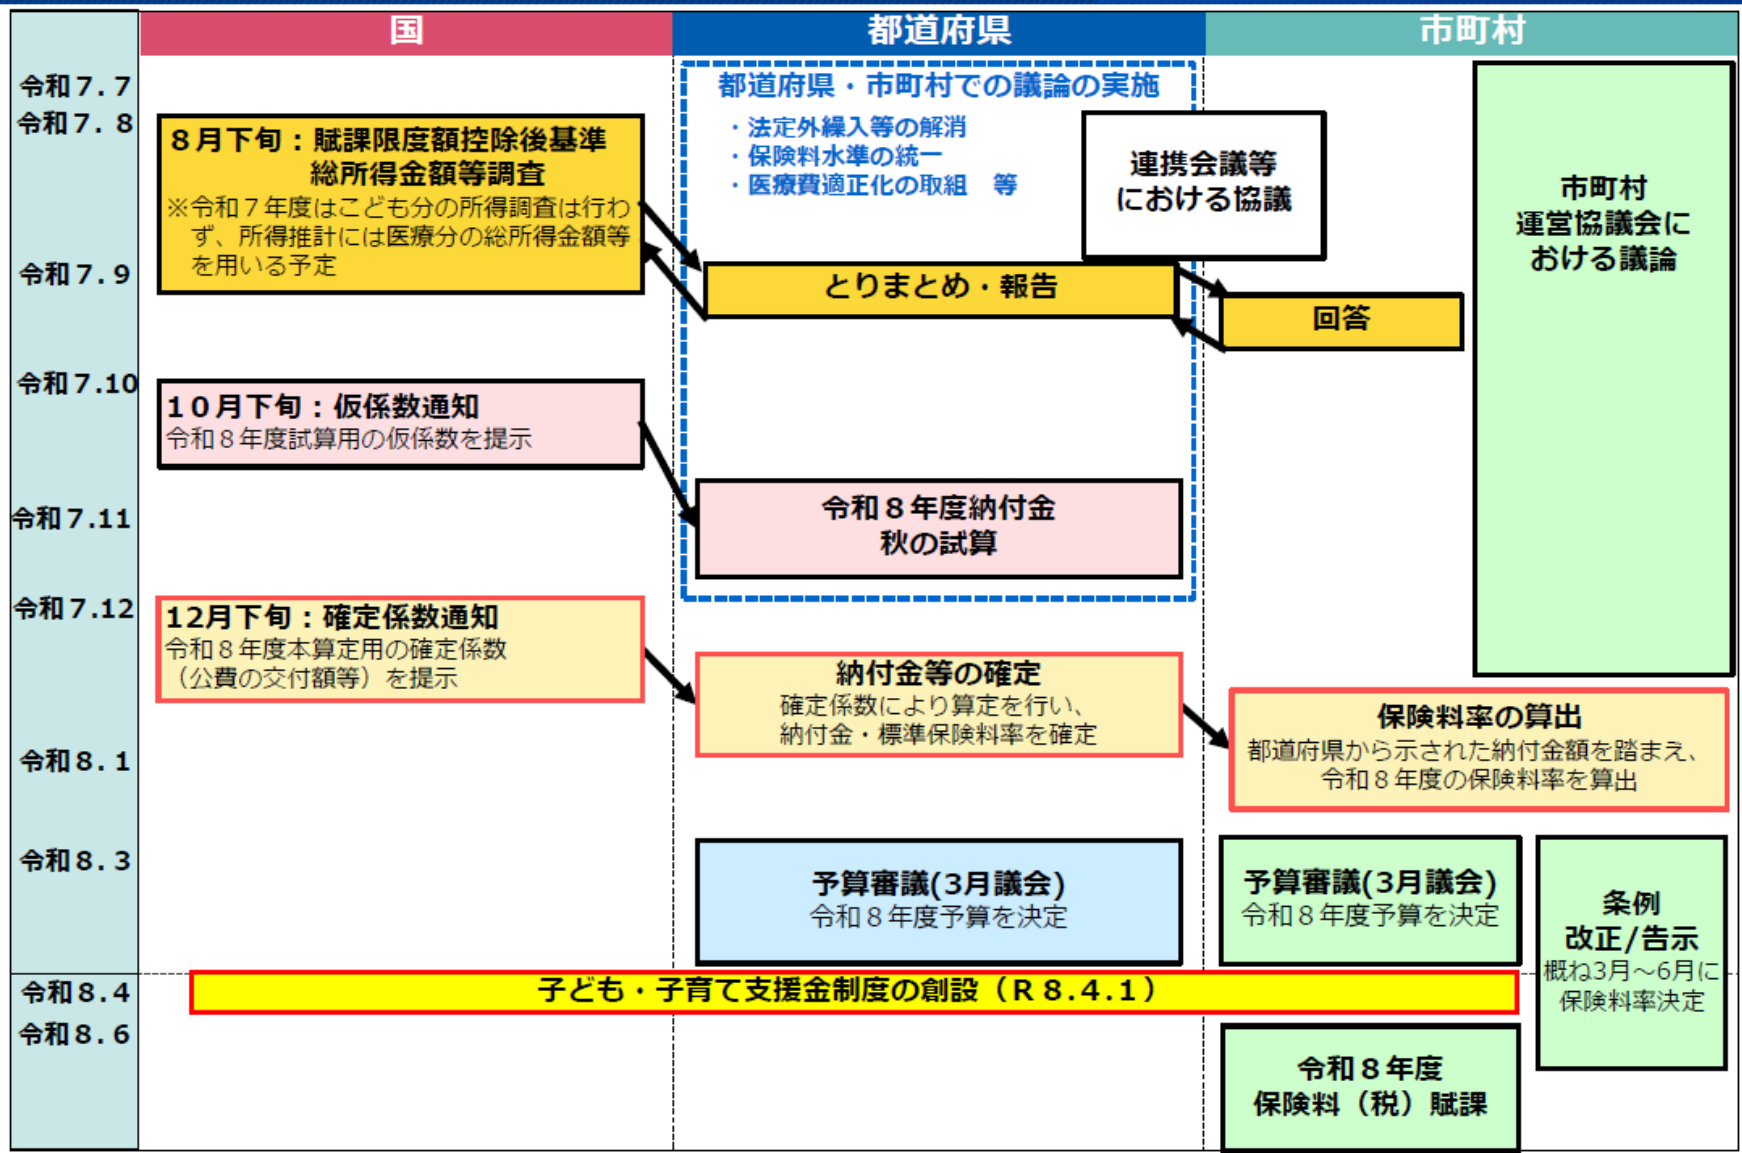 国
都道府県
市町村
令和７.７
令和７.８
令和７.９
令和７.10
令和７.11
令和７.12
令和８.１
令和８.３
令和８.４
令和８.６
８月下旬：賦課限度額控除後基準
総所得金額等調査
※令和７年度はこども分の所得調査は行わ
ず、所得推計には医療分の総所得金額等
を用いる予定
都道府県・市町村での議論の実施
・法定外繰入等の解消
・保険料水準の統一
・医療費適正化の取組　等
連携会議等
における協議
市町村
運営協議会に
おける議論
とりまとめ・報告
回答
10月下旬：仮係数通知
令和８年度試算用の仮係数を提示
令和８年度納付金
秋の試算
12月下旬：確定係数通知
令和８年度本算定用の確定係数
（公費の交付額等）を提示
納付金等の確定
確定係数により算定を行い、
納付金・標準保険料率を確定
保険料率の算出
都道府県から示された納付金額を踏まえ、
令和８年度の保険料率を算出
予算審議(3月議会)
令和８年度予算を決定
予算審議(3月議会)
令和８年度予算を決定
条例
改正/告示
概ね3月～6月に
保険料率決定
子ども・子育て支援金制度の創設（Ｒ８.４.１）
令和８年度
保険料（税）賦課